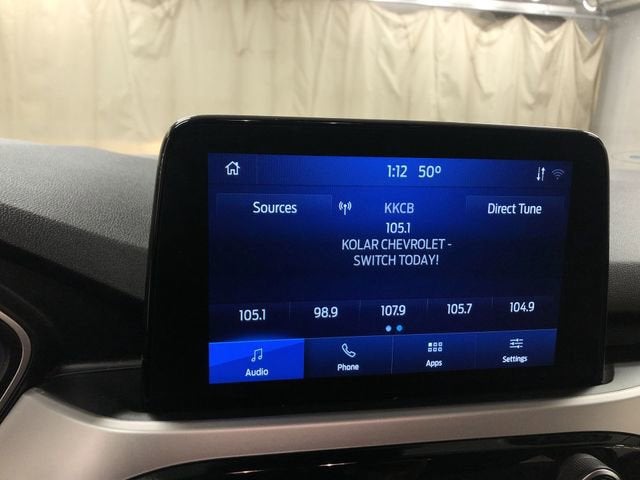 1:12 50°
Sources KKCB Direct Tune
105.1
KOLAR CHEVROLET -
SWITCH TODAY!
105.1 98.9 107.9 105.7 104.9
Audio Phone Apps Settings